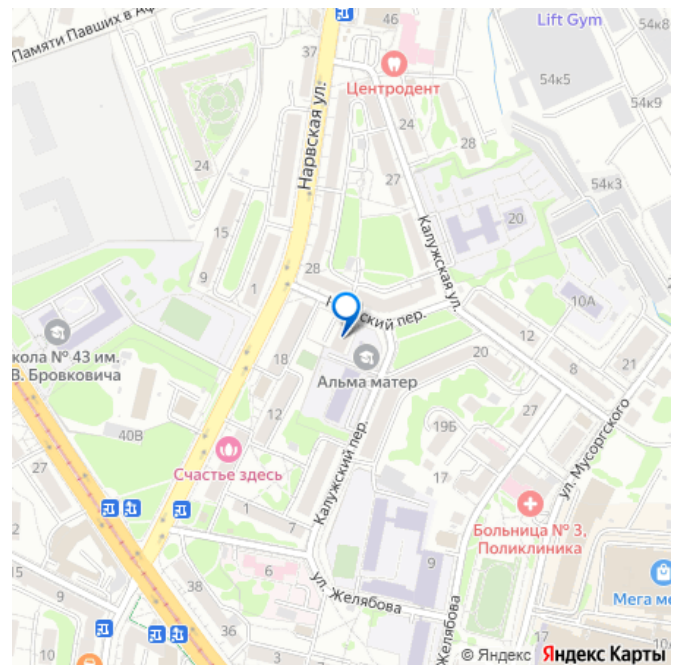 46
Lift Gym
54к8
Памяти Павших в Аф
37
Центродент
54к5
Нарвская ул.
24
54к9
24
28
27
54к3
20
15
Калужская ул.
9
28
1
10А
ский пер.
12
кола № 43 им.
В. Бровковича
18
20
8
21
Альма матер
12
27
40В
19Б
ул. Мусоргского
27
Счастье здесь
Калужский пер.
17
1
7
Больница № 3,
Поликлиника
6
9
5
9
38
ул. Желябова
Мега ме
36
3
Желябова
17
10
© Яндекс Яндекс Карты